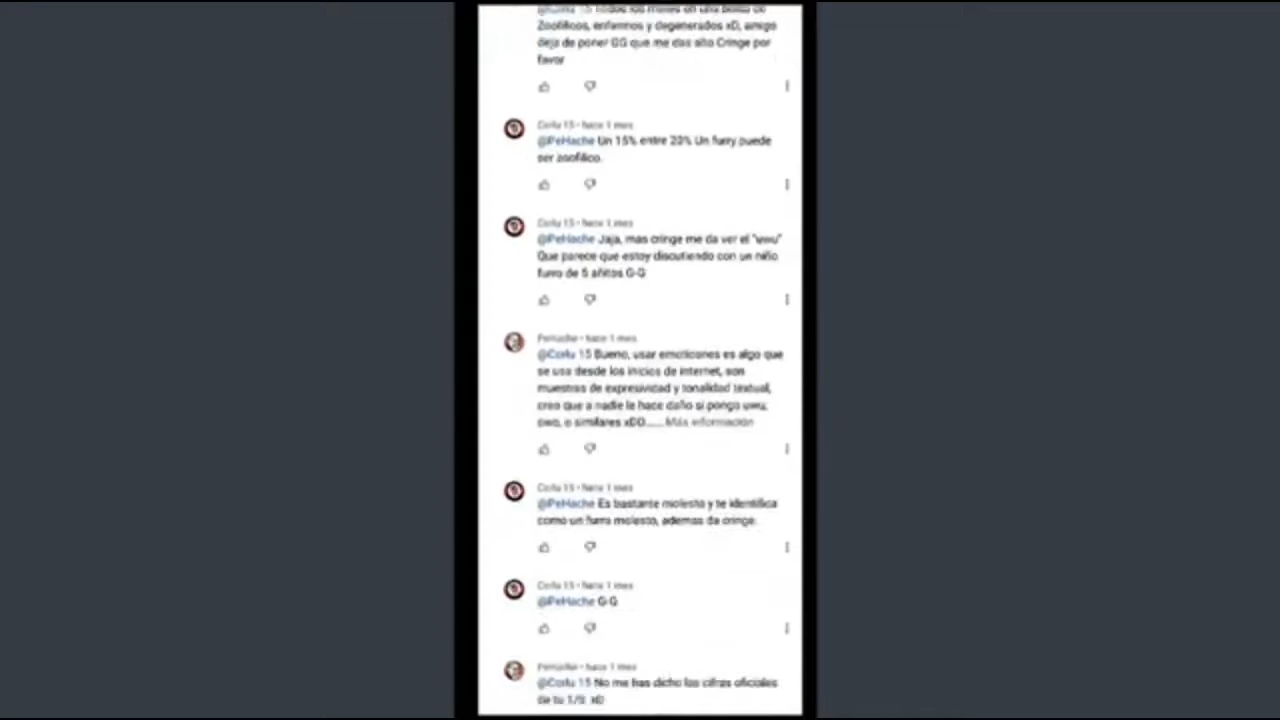 @Corlu 15 Todos los metes en una bolsa de
Zoofílicos, enfermos y degenerados xD, amigo
deja de poner GG que me das alto Cringe por
favor
Corlu 15 • hace 1 mes
@PeHache Un 15% entre 20% Un furry puede
ser zoofilico.
Corlu 15 • hace 1 mes
@PeHache Jaja, mas cringe me da ver el "uwu"
Que parece que estoy discutiendo con un niño
furro de 5 añitos G-G
PeHache • hace 1 mes
@Corlu 15 Bueno, usar emoticones es algo que
se usa desde los inicios de internet, son
muestras de expresividad y tonalidad textual,
creo que a nadie le hace daño si pongo uwu,
owo, o similares xDD..... Más información
Corlu 15 • hace 1 mes
@PeHache Es bastante molesto y te identifica
como un furro molesto, ademas da cringe.
Corlu 15 • hace 1 mes
@PeHache G-G
PeHache • hace 1 mes
@Corlu 15 No me has dicho las cifras oficiales
de tu xD